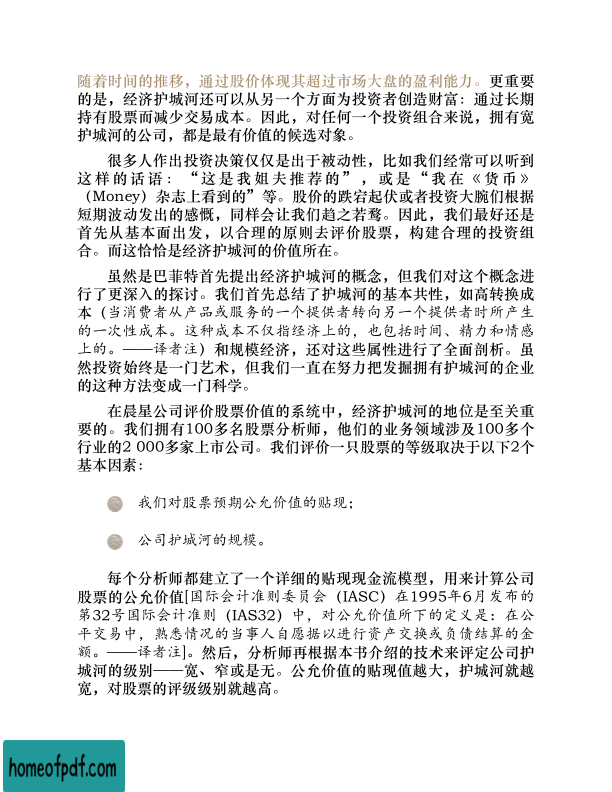 随着时间的推移，通过股价体现其超过市场大盘的盈利能力。更重要
的是，经济护城河还可以从另一个方面为投资者创造财富：通过长期
持有股票而减少交易成本。因此，对任何一个投资组合来说，拥有宽
护城河的公司，都是最有价值的候选对象。
很多人作出投资决策仅仅是出于被动性，比如我们经常可以听到
这样的话语：“这是我姐夫推荐的”，或是“我在《货币》
（Money）杂志上看到的”等。股价的跌宕起伏或者投资大腕们根据
短期波动发出的感慨，同样会让我们趋之若鹜。因此，我们最好还是
首先从基本面出发，以合理的原则去评价股票，构建合理的投资组
合。而这恰恰是经济护城河的价值所在。
虽然是巴菲特首先提出经济护城河的概念，但我们对这个概念进
行了更深入的探讨。我们首先总结了护城河的基本共性，如高转换成
本（当消费者从产品或服务的一个提供者转向另一个提供者时所产生
的一次性成本。这种成本不仅指经济上的，也包括时间、精力和情感
上的。——译者注）和规模经济，还对这些属性进行了全面剖析。虽
然投资始终是一门艺术，但我们一直在努力把发掘拥有护城河的企业
的这种方法变成一门科学。
在晨星公司评价股票价值的系统中，经济护城河的地位是至关重
要的。我们拥有100多名股票分析师，他们的业务领域涉及100多个
行业的2 000多家上市公司。我们评价一只股票的等级取决于以下2个
基本因素：
我们对股票预期公允价值的贴现；
公司护城河的规模。
每个分析师都建立了一个详细的贴现现金流模型，用来计算公司
股票的公允价值[国际会计准则委员会（IASC）在1995年6月发布的
第32号国际会计准则（IAS32）中，对公允价值所下的定义是：在公
平交易中，熟悉情况的当事人自愿据以进行资产交换或负债结算的金
额。——译者注]。然后，分析师再根据本书介绍的技术来评定公司护
城河的级别——宽、窄或是无。公允价值的贴现值越大，护城河就越
宽，对股票的评级级别就越高。
homeofpdf.com